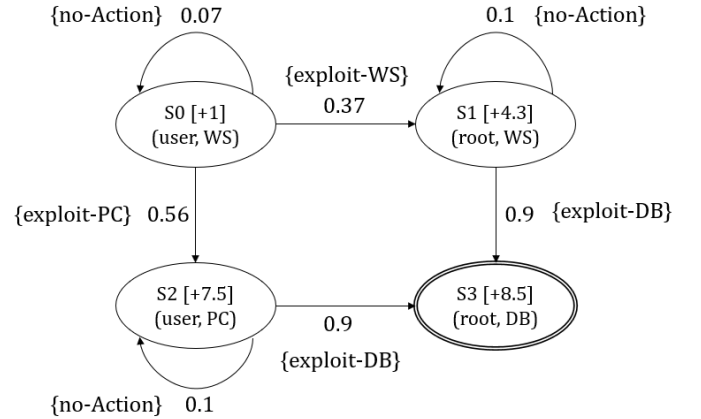 {no-Action} 0.07
0.1 {no-Action}
{exploit-WS}
0.37
S0 [+1]
(user, WS)
S1 [+4.3]
(root, WS)
{exploit-PC} 0.56
0.9 {exploit-DB}
S2 [+7.5]
(user, PC)
S3 [+8.5]
(root, DB)
0.9
{exploit-DB}
{no-Action} 0.1